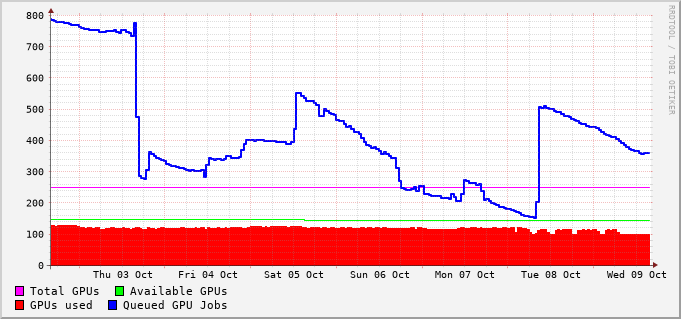 800
700
600
500
400
300
200
100
0
Thu 03 Oct Fri 04 Oct Sat 05 Oct Sun 06 Oct Mon 07 Oct Tue 08 Oct Wed 09 Oct
Total GPUs Available GPUs
GPUs used Queued GPU Jobs
RRDTOOL / TOBI OETIKER